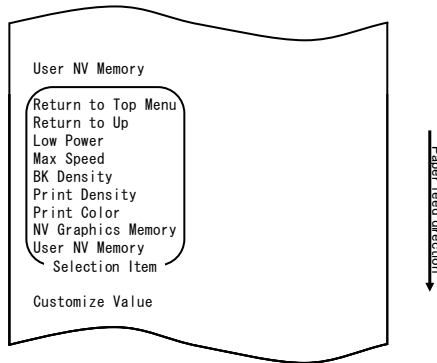 User NV Memory
Return to Top Menu
Return to Up
Low Power
Max Speed
BK Density
Print Density
Print Color
NV Graphics Memory
User NV Memory
Selection Item
Customize Value
Paper feed direction